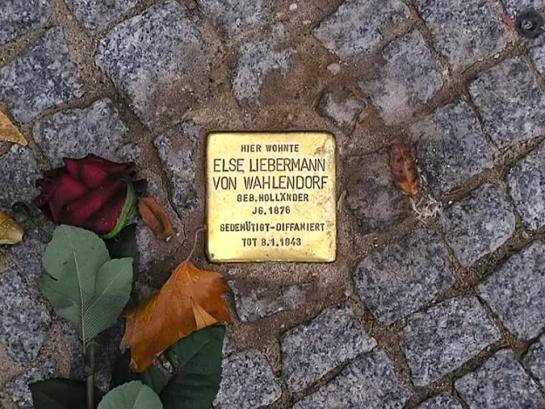 HIER WOHNTE
ELSE LIEBERMANN
VON WAHLENDORF
GEB. HOLLÄNDER
JG. 1876
GEDEMÜTIGT-DIFFAMIERT
TOT 8.1.1943